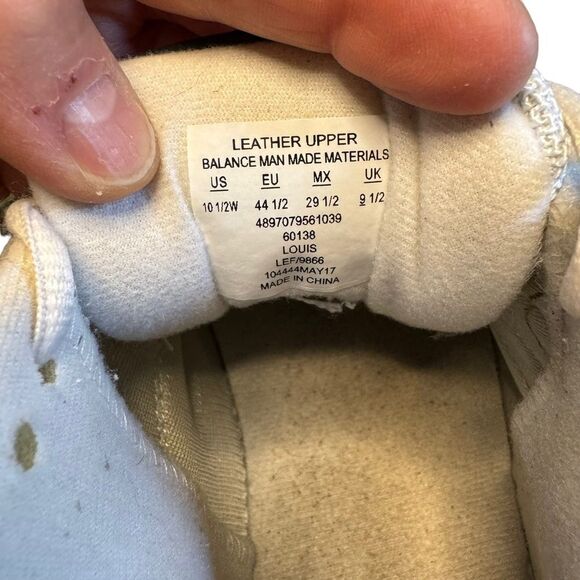 LEATHER UPPER
BALANCE MAN MADE MATERIALS
US EU MX UK
10 1/2W 44 1/2 29 1/2 9 1/2
4897079561039
60138
LOUIS
LEF/9866
104444MAY17
MADE IN CHINA